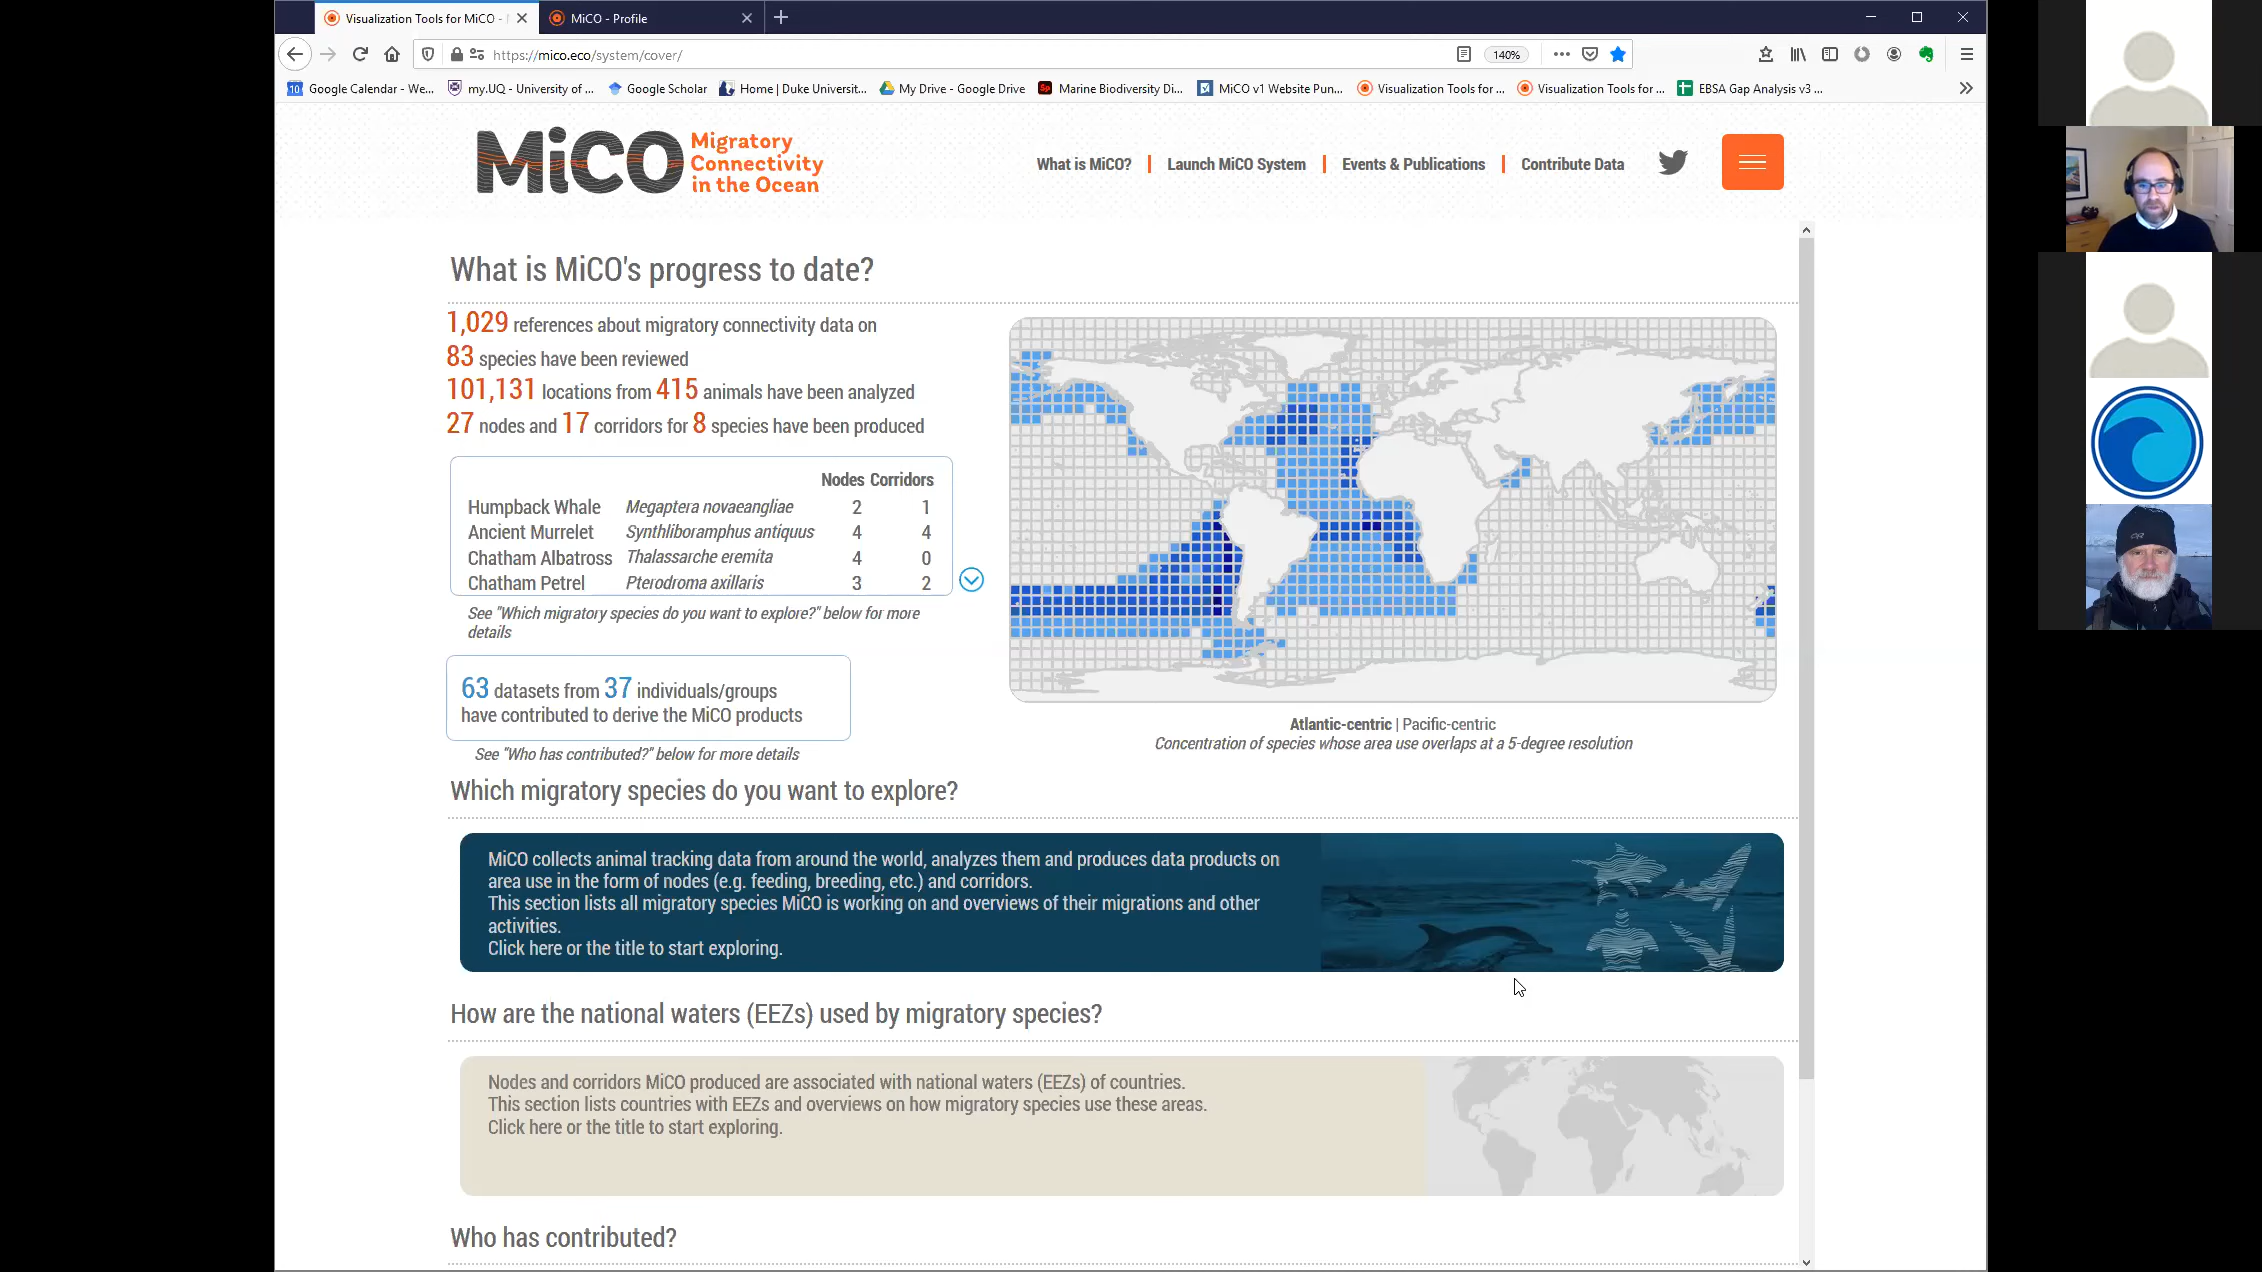 Visualization Tools for MiCO -
MiCO - Profile
https://mico.eco/system/cover/
140%
Google Calendar - We...
my.UQ - University of ...
Google Scholar
Home | Duke Universit...
My Drive - Google Drive
Marine Biodiversity Di...
MiCO v1 Website Pun...
Visualization Tools for ...
Visualization Tools for ...
EBSA Gap Analysis v3 ...
MiCO
Migratory
Connectivity
in the Ocean
What is MiCO?
Launch MiCO System
Events & Publications
Contribute Data
What is MiCO's progress to date?
1,029 references about migratory connectivity data on
83 species have been reviewed
101,131 locations from 415 animals have been analyzed
27 nodes and 17 corridors for 8 species have been produced
Nodes Corridors
Humpback Whale Megaptera novaeangliae 2 1
Ancient Murrelet Synthliboramphus antiquus 4 4
Chatham Albatross Thalassarche eremita 4 0
Chatham Petrel Pterodroma axillaris 3 2
See "Which migratory species do you want to explore?" below for more
details
63 datasets from 37 individuals/groups
have contributed to derive the MiCO products
See "Who has contributed?" below for more details
Atlantic-centric | Pacific-centric
Concentration of species whose area use overlaps at a 5-degree resolution
Which migratory species do you want to explore?
MiCO collects animal tracking data from around the world, analyzes them and produces data products on
area use in the form of nodes (e.g. feeding, breeding, etc.) and corridors.
This section lists all migratory species MiCO is working on and overviews of their migrations and other
activities.
Click here or the title to start exploring.
How are the national waters (EEZs) used by migratory species?
Nodes and corridors MiCO produced are associated with national waters (EEZs) of countries.
This section lists countries with EEZs and overviews on how migratory species use these areas.
Click here or the title to start exploring.
Who has contributed?